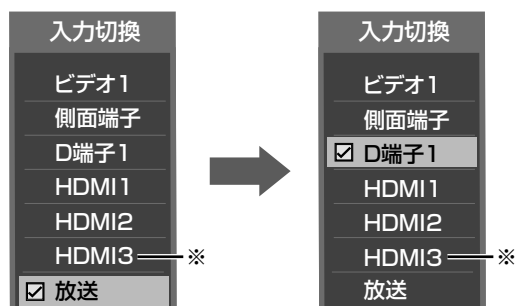 入力切換
ビデオ1
側面端子
D端子1
HDMI1
HDMI2
HDMI3 ※
☑ 放送
入力切換
ビデオ1
側面端子
☑ D端子1
HDMI1
HDMI2
HDMI3 ※
放送